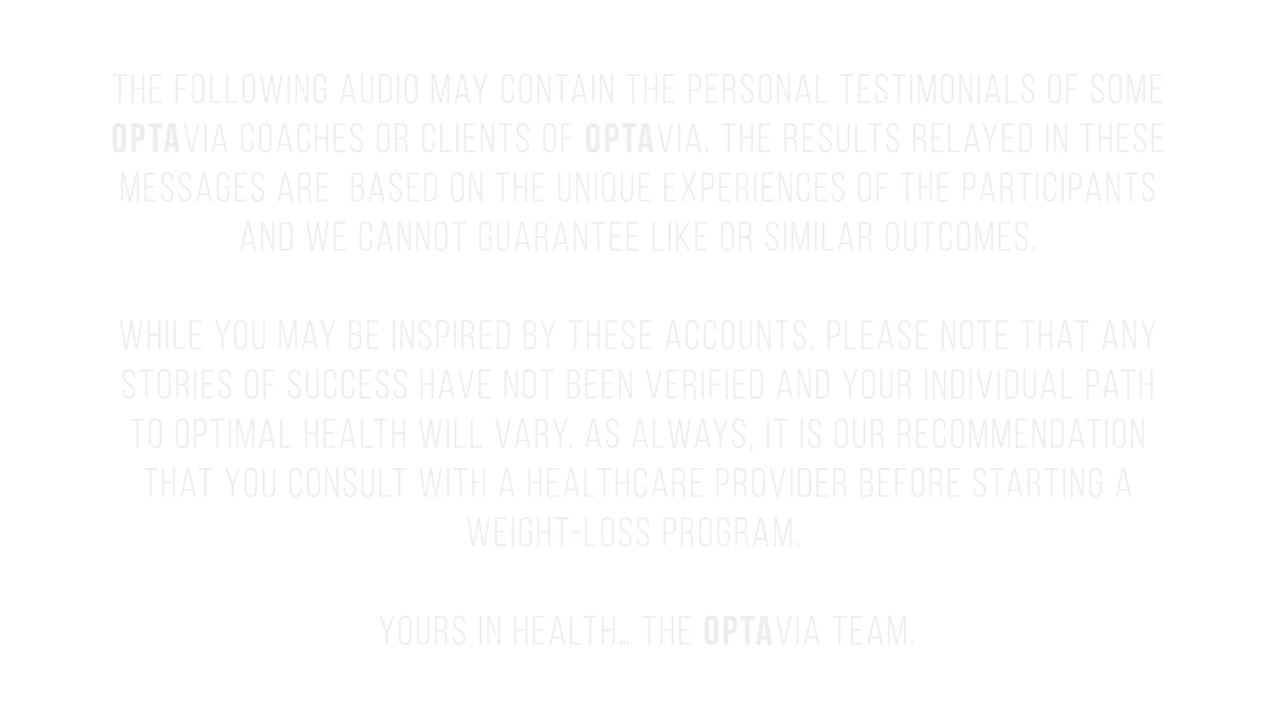 THE FOLLOWING AUDIO MAY CONTAIN THE PERSONAL TESTIMONIALS OF SOME
OPTAVIA COACHES OR CLIENTS OF OPTAVIA. THE RESULTS RELAYED IN THESE
MESSAGES ARE  BASED ON THE UNIQUE EXPERIENCES OF THE PARTICIPANTS
AND WE CANNOT GUARANTEE LIKE OR SIMILAR OUTCOMES.
WHILE YOU MAY BE INSPIRED BY THESE ACCOUNTS, PLEASE NOTE THAT ANY
STORIES OF SUCCESS HAVE NOT BEEN VERIFIED AND YOUR INDIVIDUAL PATH
TO OPTIMAL HEALTH WILL VARY. AS ALWAYS, IT IS OUR RECOMMENDATION
THAT YOU CONSULT WITH A HEALTHCARE PROVIDER BEFORE STARTING A
WEIGHT-LOSS PROGRAM.
YOURS IN HEALTH… THE OPTAVIA TEAM.